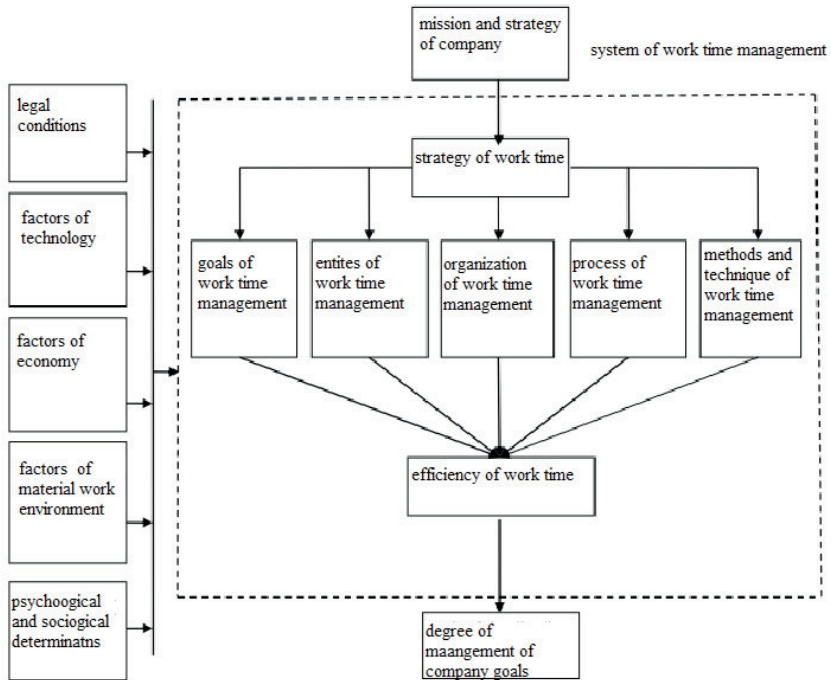 mission and strategy
of company
system of work time management
legal
conditions
factors of
technology
factors of
economy
factors of
material work
environment
psychoogical
and sociogical
determinatns
strategy of work time
goals of
work time
management
entites of
work time
management
organization
of work time
management
process of
work time
management
methods and
technique of
work time
management
efficiency of work time
degree of
maangement of
company goals